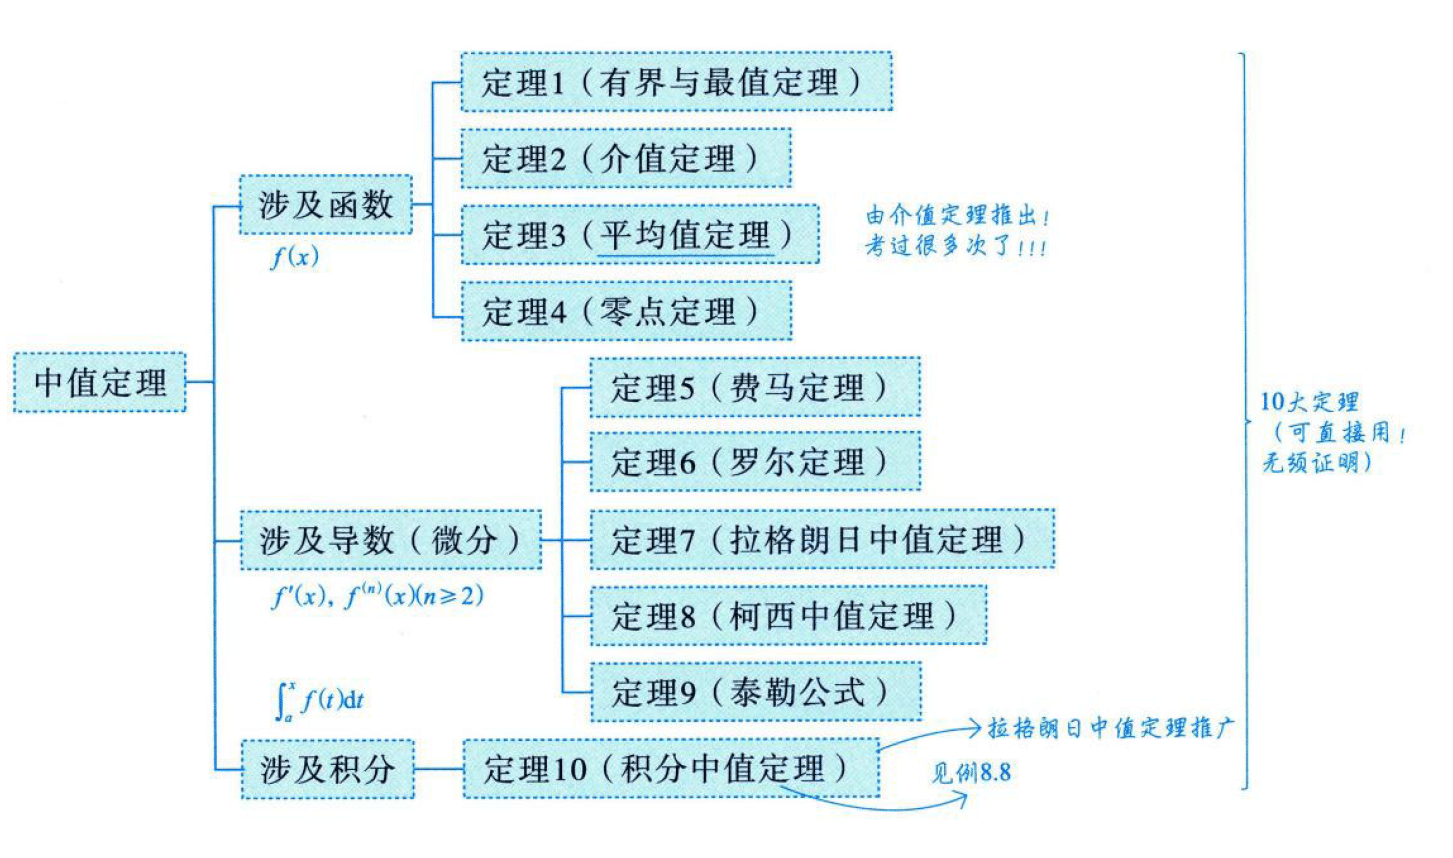 定理1（有界与最值定理）
定理2（介值定理）
涉及函数
f(x)
定理3（平均值定理）
由介值定理推出！
考过很多次了!!!
定理4（零点定理）
中值定理
定理5（费马定理）
10大定理
（可直接用！
无须证明）
定理6（罗尔定理）
涉及导数（微分）
f′(x), f⁽ⁿ⁾(x)(n≥2)
定理7（拉格朗日中值定理）
定理8（柯西中值定理）
定理9（泰勒公式）
∫ₐˣ f(t)dt
涉及积分
定理10（积分中值定理）
拉格朗日中值定理推广
见例8.8